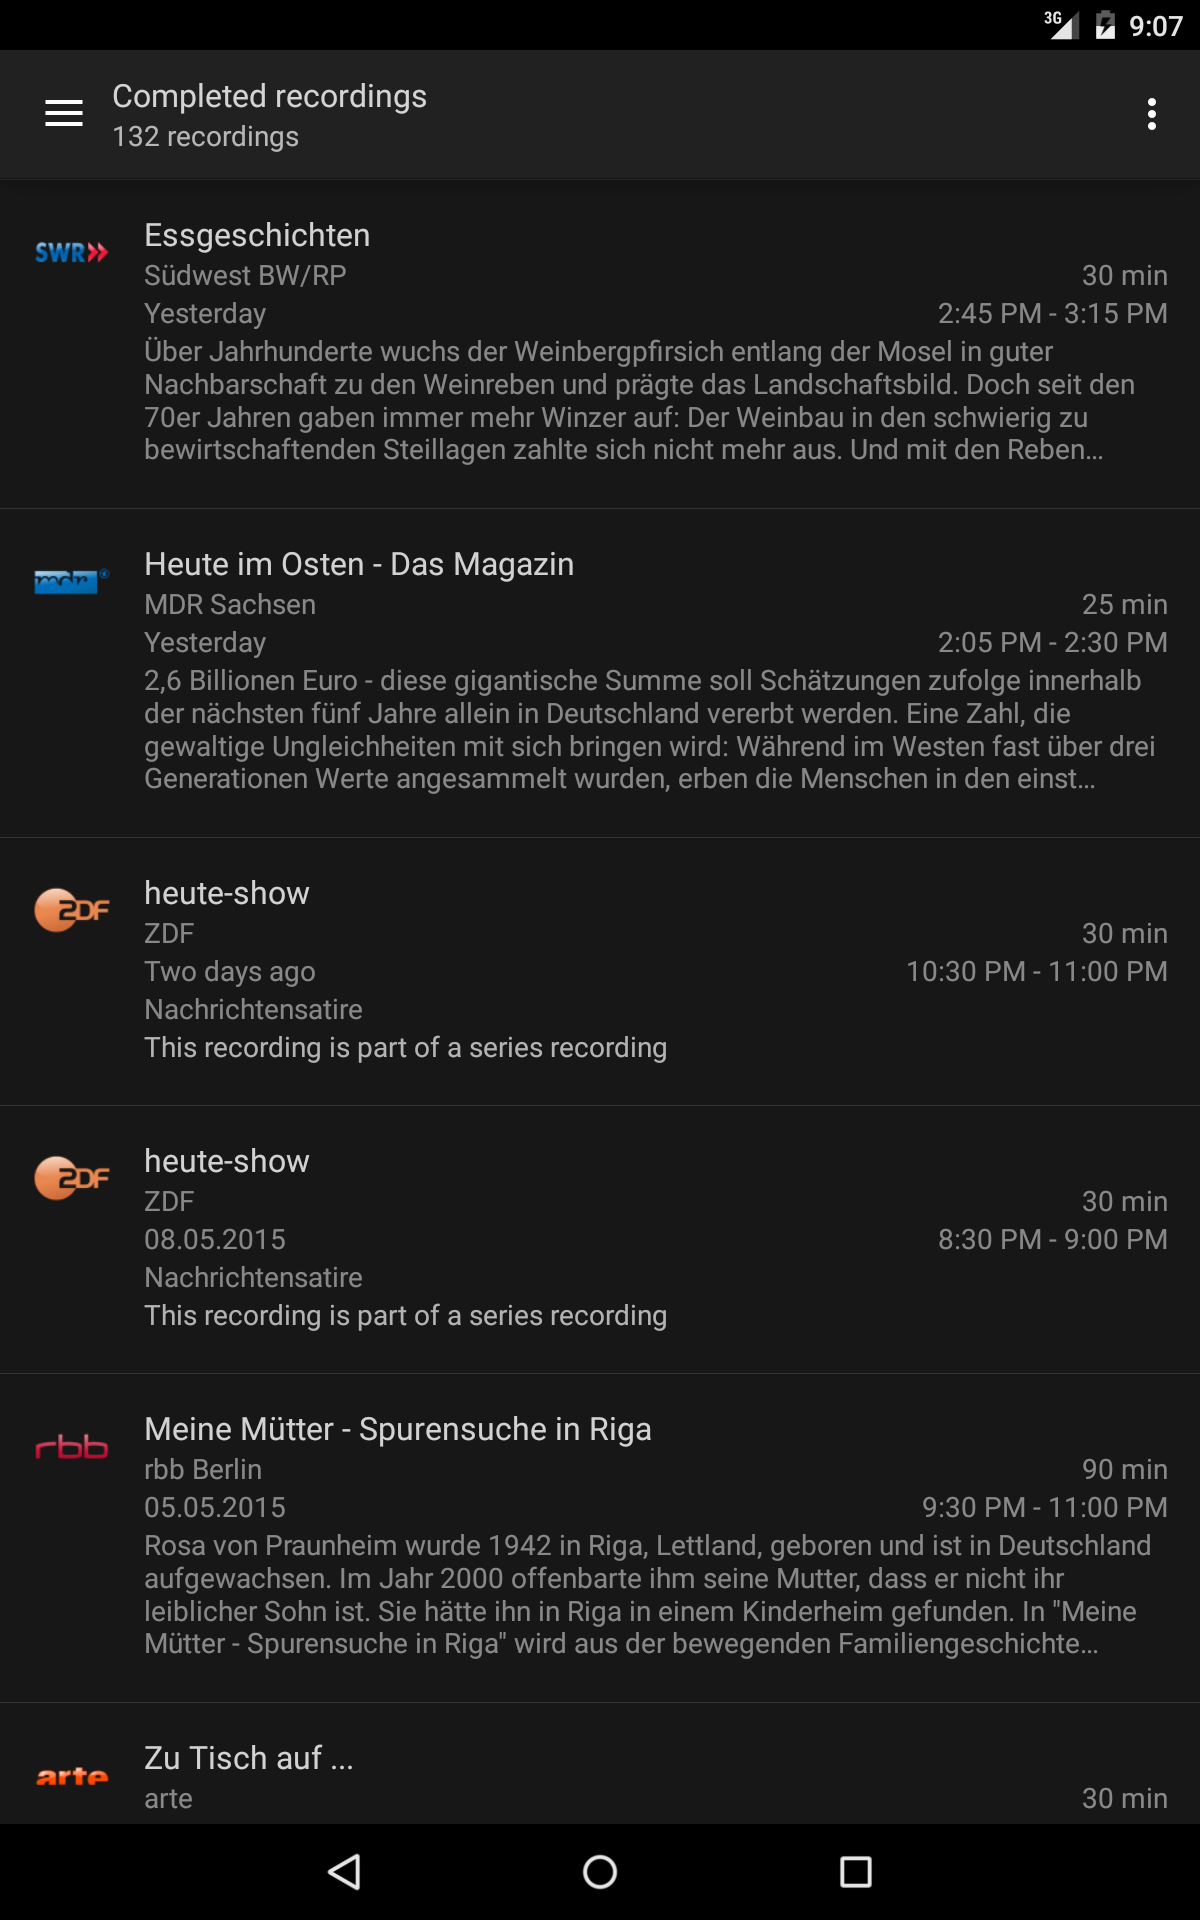 3G 9:07
Completed recordings
132 recordings
SWR
Essgeschichten
Südwest BW/RP 30 min
Yesterday 2:45 PM - 3:15 PM
Über Jahrhunderte wuchs der Weinbergpfirsich entlang der Mosel in guter
Nachbarschaft zu den Weinreben und prägte das Landschaftsbild. Doch seit den
70er Jahren gaben immer mehr Winzer auf: Der Weinbau in den schwierig zu
bewirtschaftenden Steillagen zahlte sich nicht mehr aus. Und mit den Reben...
mdr
Heute im Osten - Das Magazin
MDR Sachsen 25 min
Yesterday 2:05 PM - 2:30 PM
2,6 Billionen Euro - diese gigantische Summe soll Schätzungen zufolge innerhalb
der nächsten fünf Jahre allein in Deutschland vererbt werden. Eine Zahl, die
gewaltige Ungleichheiten mit sich bringen wird: Während im Westen fast über drei
Generationen Werte angesammelt wurden, erben die Menschen in den einst...
ZDF
heute-show
ZDF 30 min
Two days ago 10:30 PM - 11:00 PM
Nachrichtensatire
This recording is part of a series recording
ZDF
heute-show
ZDF 30 min
08.05.2015 8:30 PM - 9:00 PM
Nachrichtensatire
This recording is part of a series recording
rbb
Meine Mütter - Spurensuche in Riga
rbb Berlin 90 min
05.05.2015 9:30 PM - 11:00 PM
Rosa von Praunheim wurde 1942 in Riga, Lettland, geboren und ist in Deutschland
aufgewachsen. Im Jahr 2000 offenbarte ihm seine Mutter, dass er nicht ihr
leiblicher Sohn ist. Sie hätte ihn in Riga in einem Kinderheim gefunden. In "Meine
Mütter - Spurensuche in Riga" wird aus der bewegenden Familiengeschichte...
arte
Zu Tisch auf ...
arte 30 min